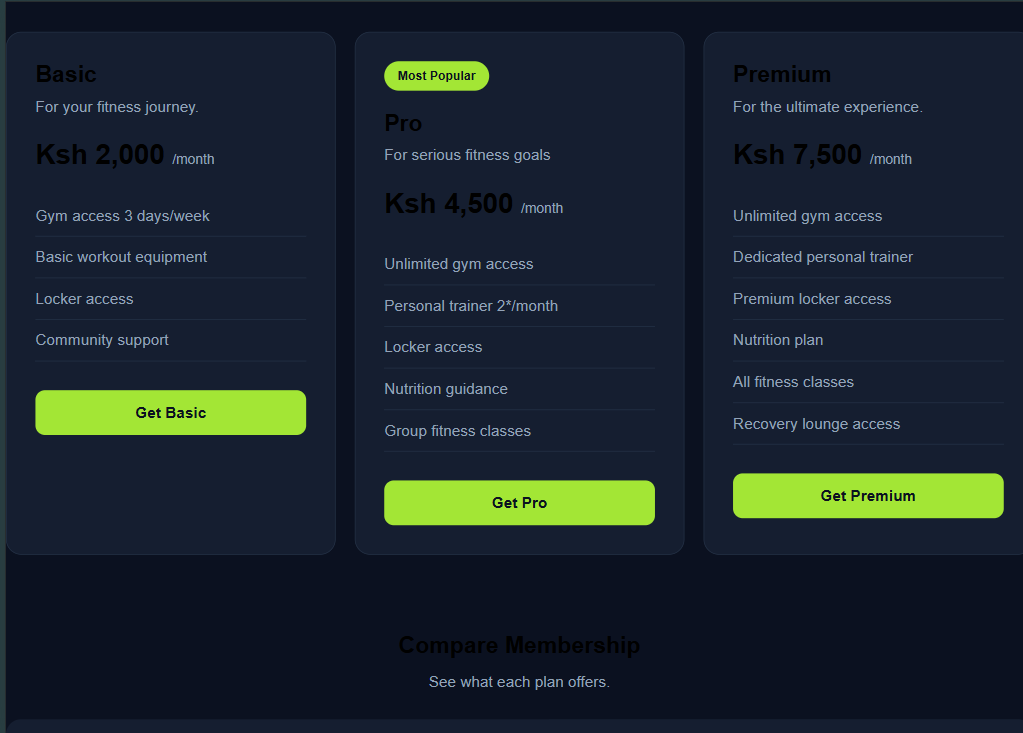 Basic
For your fitness journey.
Ksh 2,000 /month
Gym access 3 days/week
Basic workout equipment
Locker access
Community support
Get Basic
Most Popular
Pro
For serious fitness goals
Ksh 4,500 /month
Unlimited gym access
Personal trainer 2*/month
Locker access
Nutrition guidance
Group fitness classes
Get Pro
Premium
For the ultimate experience.
Ksh 7,500 /month
Unlimited gym access
Dedicated personal trainer
Premium locker access
Nutrition plan
All fitness classes
Recovery lounge access
Get Premium
Compare Membership
See what each plan offers.